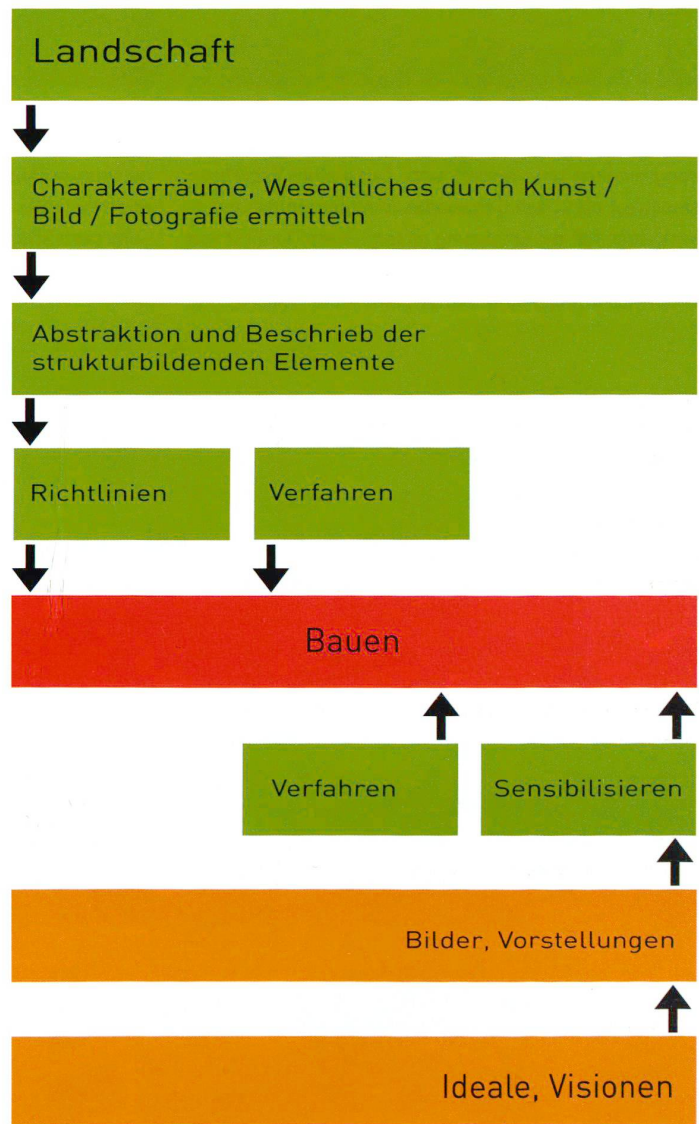 Landschaft
Charakterräume, Wesentliches durch Kunst /
Bild / Fotografie ermitteln
Abstraktion und Beschrieb der
strukturbildenden Elemente
Richtlinien
Verfahren
Bauen
Verfahren
Sensibilisieren
Bilder, Vorstellungen
Ideale, Visionen